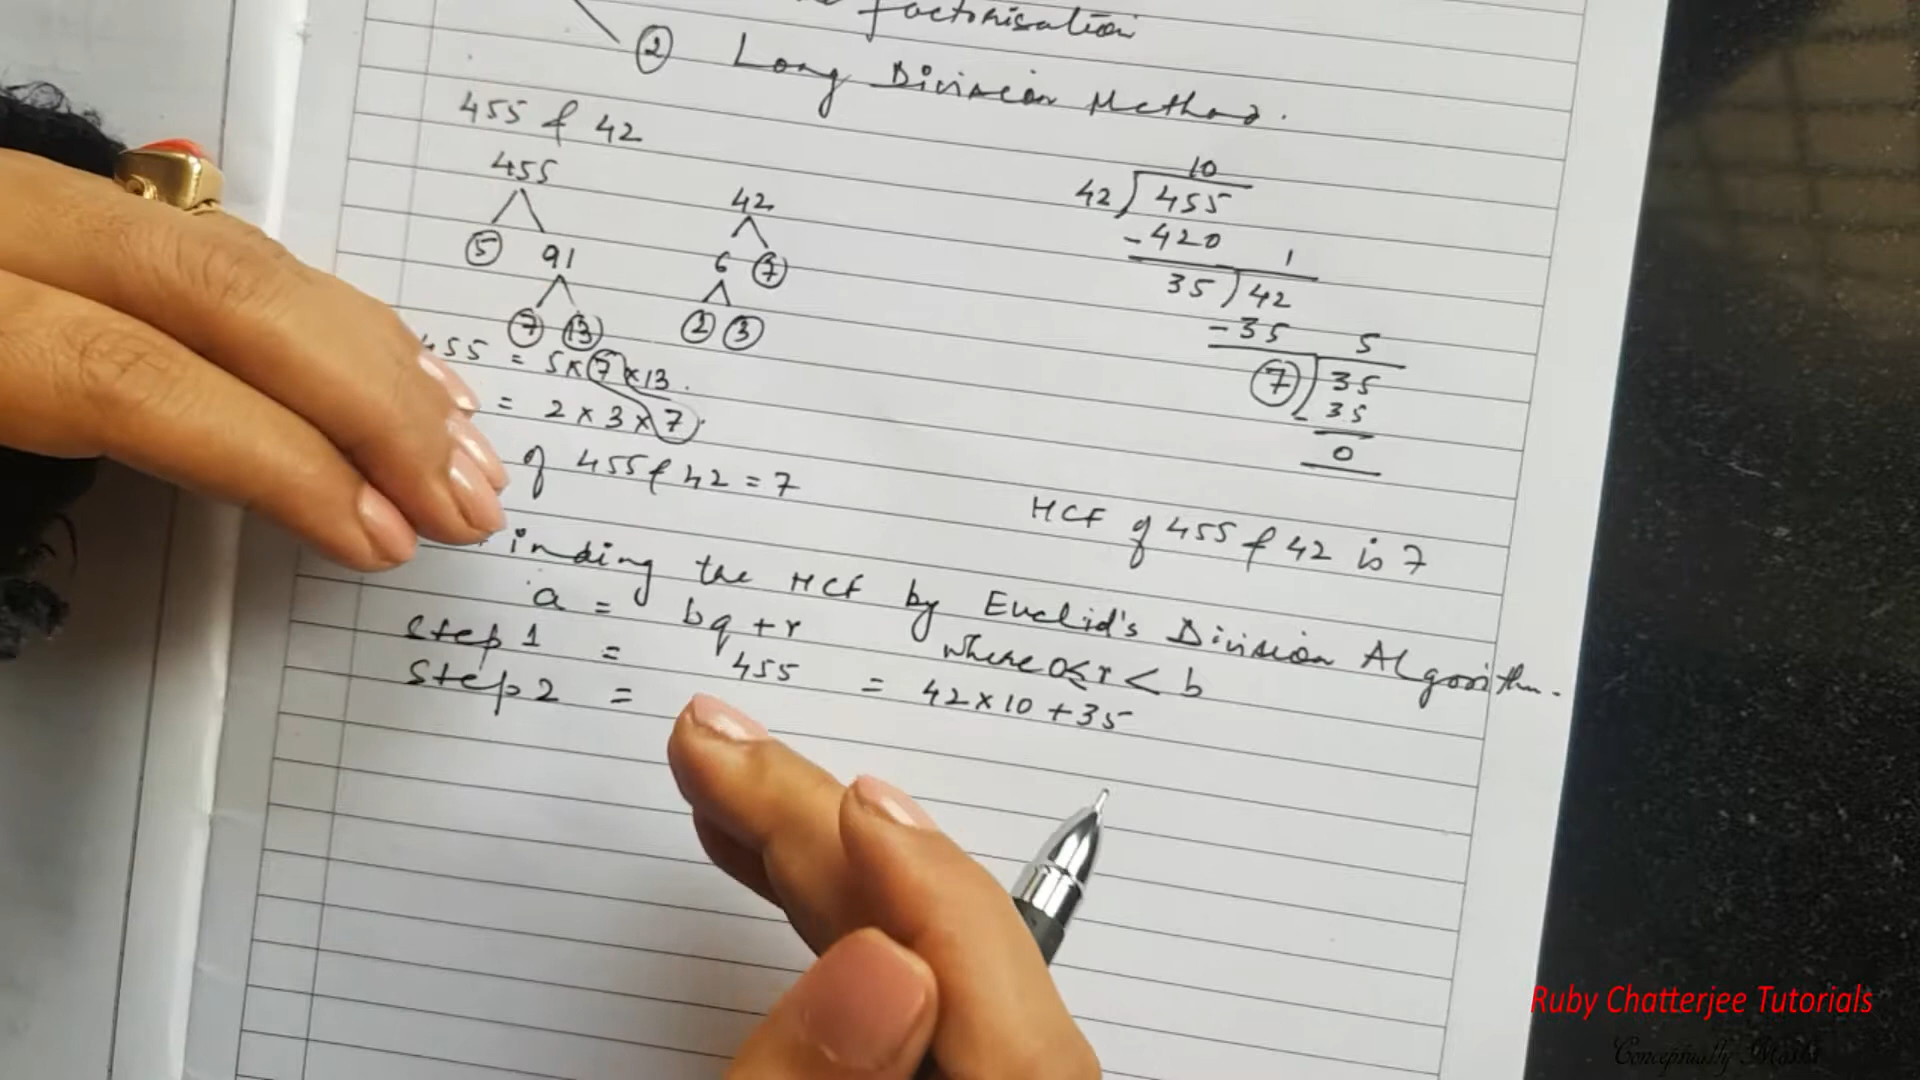 factorisation
② Long Division Method.
455 & 42
455
5 91
7 13
42
6 7
2 3
455 = 5×7×13.
= 2×3×7.
of 455 & 42 = 7
10
42) 455
-420
1
35) 42
-35
5
7) 35
35
0
HCF of 455 & 42 is 7
inding the HCF by Euclid's Division Algorithm.
a = bq+r where 0≤r<b
Step 1 = 455 = 42×10+35
Step 2 =
Ruby Chatterjee Tutorials